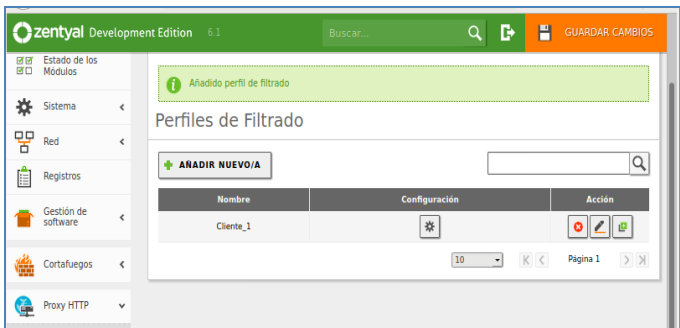 zentyal Development Edition 6.1 Buscar... GUARDAR CAMBIOS
Estado de los
Módulos
Sistema
Red
Registros
Gestión de
software
Cortafuegos
Proxy HTTP
Añadido perfil de filtrado
Perfiles de Filtrado
AÑADIR NUEVO/A
Nombre Configuración Acción
Cliente_1
10 Página 1